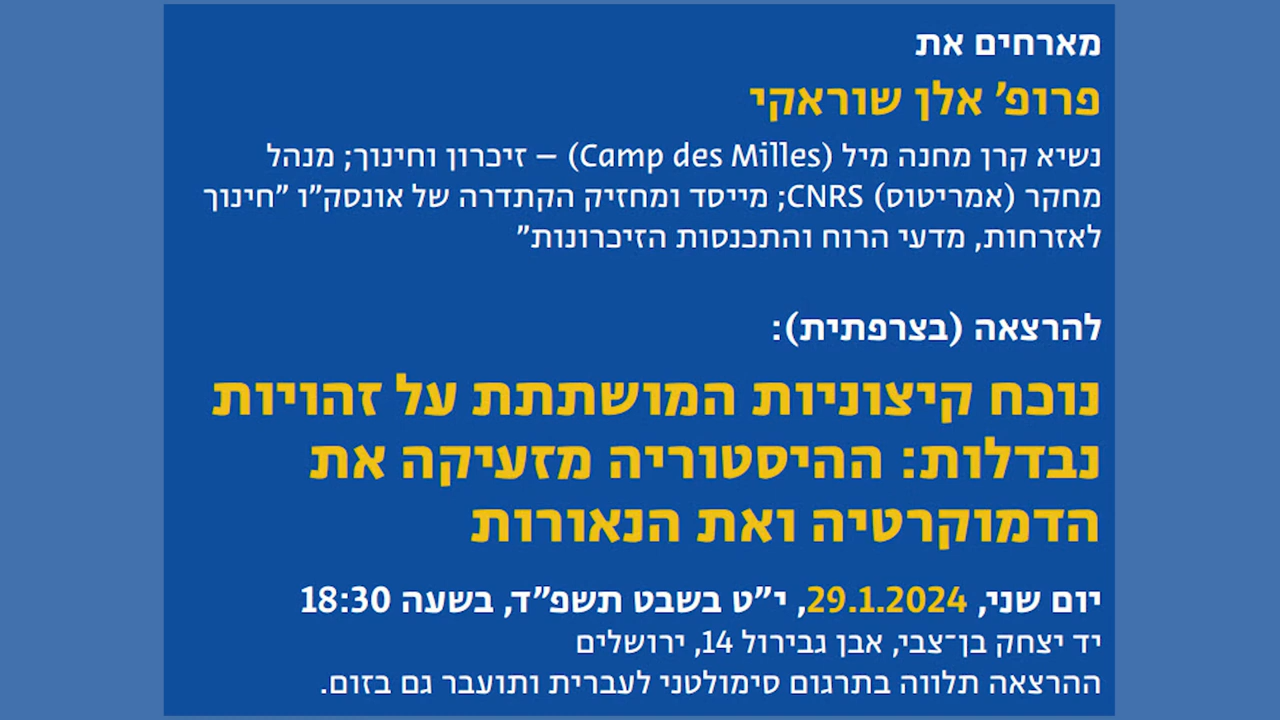 מארחים את
פרופ' אלן שוראקי
נשיא קרן מחנה מיל (Camp des Milles) – זיכרון וחינוך; מנהל
מחקר (אמריטוס) CNRS; מייסד ומחזיק הקתדרה של אונסק"ו "חינוך
לאזרחות, מדעי הרוח והתכנסות הזיכרונות"
להרצאה (בצרפתית):
נוכח קיצוניות המושתתת על זהויות
נבדלות: ההיסטוריה מזעיקה את
הדמוקרטיה ואת הנאורות
יום שני, 29.1.2024, י"ט בשבט תשפ"ד, בשעה 18:30
יד יצחק בן־צבי, אבן גבירול 14, ירושלים
ההרצאה תלווה בתרגום סימולטני לעברית ותועבר גם בזום.